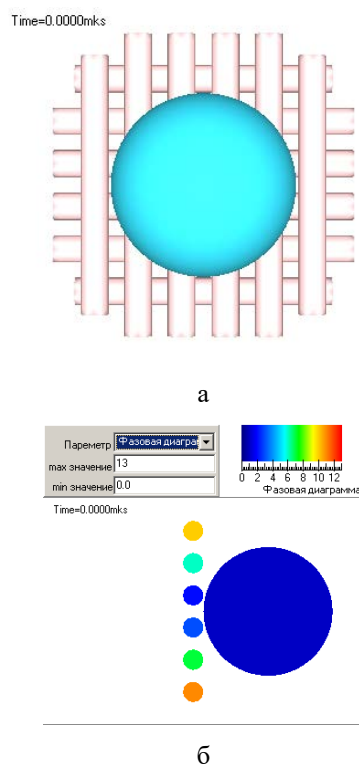 Time=0.0000mks
а
Пареметр Фазовая диаграм
max значение 13
min значение 0.0
0 2 4 6 8 10 12
Фазовая диаграмма
Time=0.0000mks
б